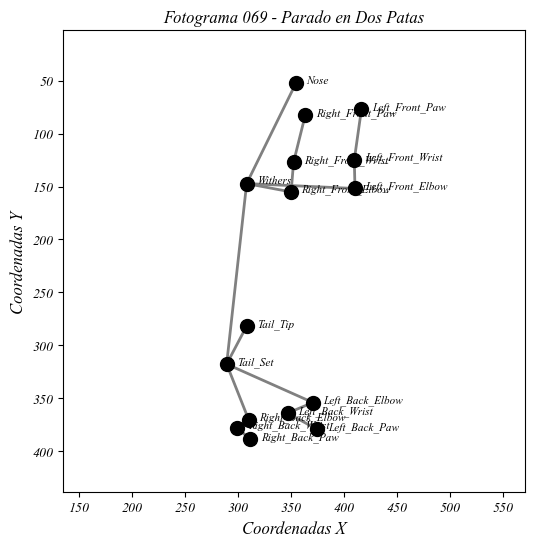 Fotograma 069 - Parado en Dos Patas
Nose
Left_Front_Paw
Right_Front_Paw
Left_Front_Wrist
Right_Front_Wrist
Withers
Left_Front_Elbow
Right_Front_Elbow
Tail_Tip
Tail_Set
Left_Back_Elbow
Left_Back_Wrist
Right_Back_Elbow
Right_Back_Wrist
Left_Back_Paw
Right_Back_Paw
50
100
150
200
250
300
350
400
Coordenadas Y
150
200
250
300
350
400
450
500
550
Coordenadas X